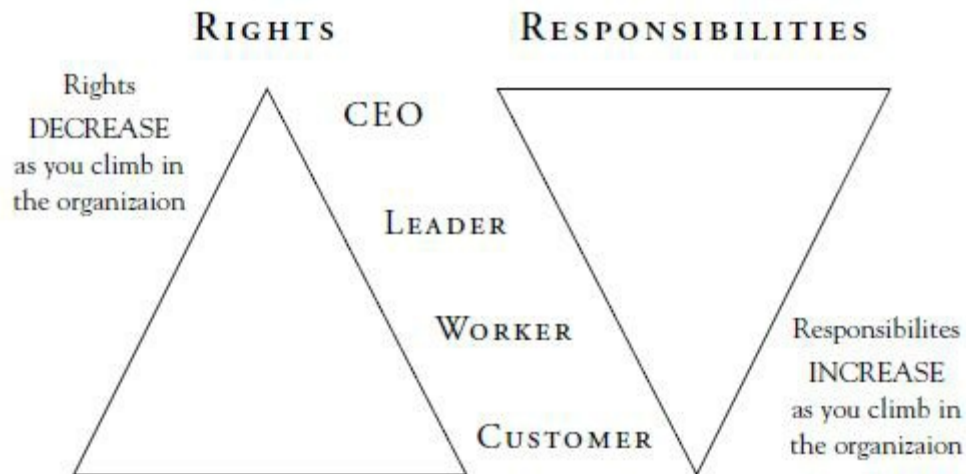 RIGHTS
RESPONSIBILITIES
Rights
DECREASE
as you climb in
the organizaion
CEO
LEADER
WORKER
CUSTOMER
Responsibilites
INCREASE
as you climb in
the organizaion